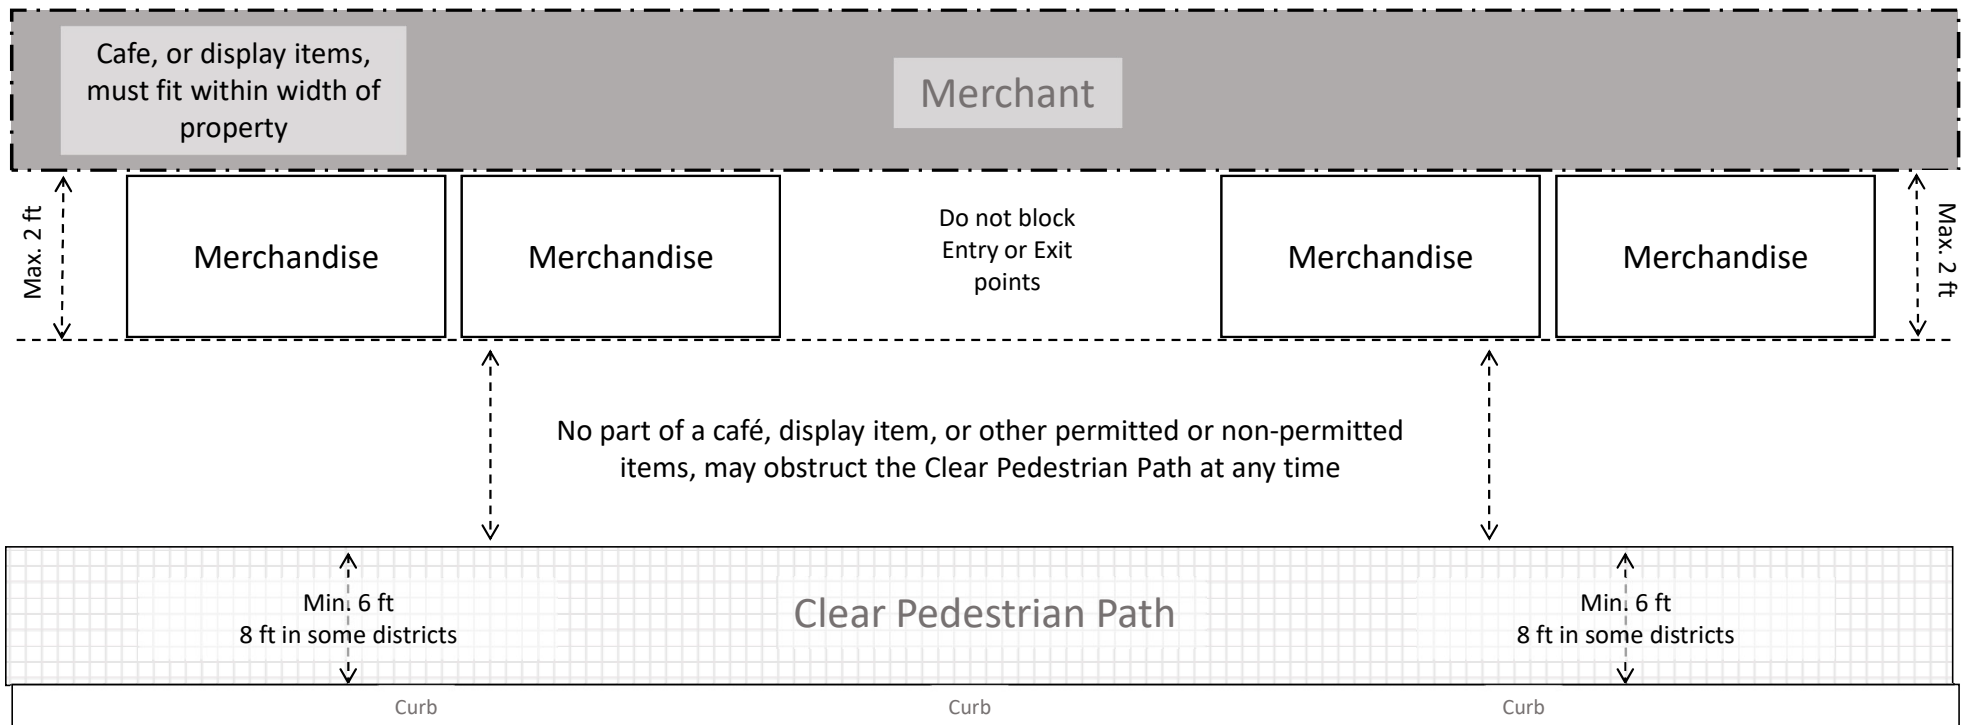 Cafe, or display items,
must fit within width of
property
Merchant
Max. 2 ft
Merchandise
Merchandise
Do not block
Entry or Exit
points
Merchandise
Merchandise
Max. 2 ft
No part of a café, display item, or other permitted or non-permitted
items, may obstruct the Clear Pedestrian Path at any time
Min. 6 ft
8 ft in some districts
Clear Pedestrian Path
Min. 6 ft
8 ft in some districts
Curb
Curb
Curb